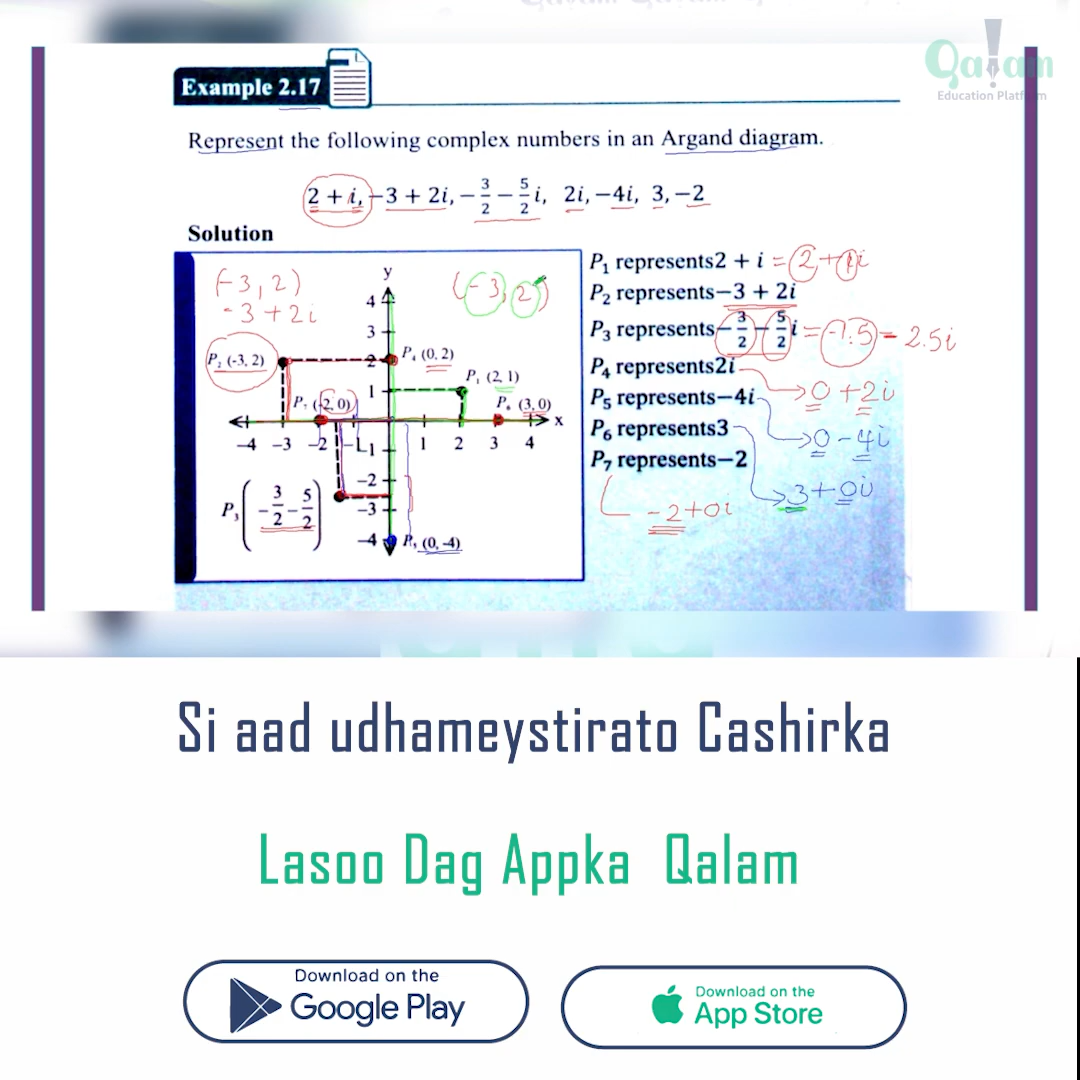 Qalam
Education Platform
Example 2.17
Represent the following complex numbers in an Argand diagram.
2 + i, −3 + 2i, −3/2 − 5/2 i, 2i, −4i, 3, −2
Solution
(-3, 2)
-3 + 2i
(-3, 2)
y
4
3
2
1
P₂ (-3, 2)
P₄ (0, 2)
P₁ (2, 1)
P₇ (-2, 0)
P₆ (3, 0)
x
−4 −3 −2 −1 1 2 3 4
−2
−3
−4
P₃ (−3/2 − 5/2)
P₅ (0, -4)
P₁ represents2 + i = 2 + 1i
P₂ represents−3 + 2i
P₃ represents−3/2 − 5/2 i = -1.5 - 2.5i
P₄ represents2i
0 + 2i
P₅ represents−4i
0 - 4i
P₆ represents3
3 + 0i
P₇ represents−2
-2 + 0i
Si aad udhameystirato Cashirka
Lasoo Dag Appka Qalam
Download on the
Google Play
Download on the
App Store